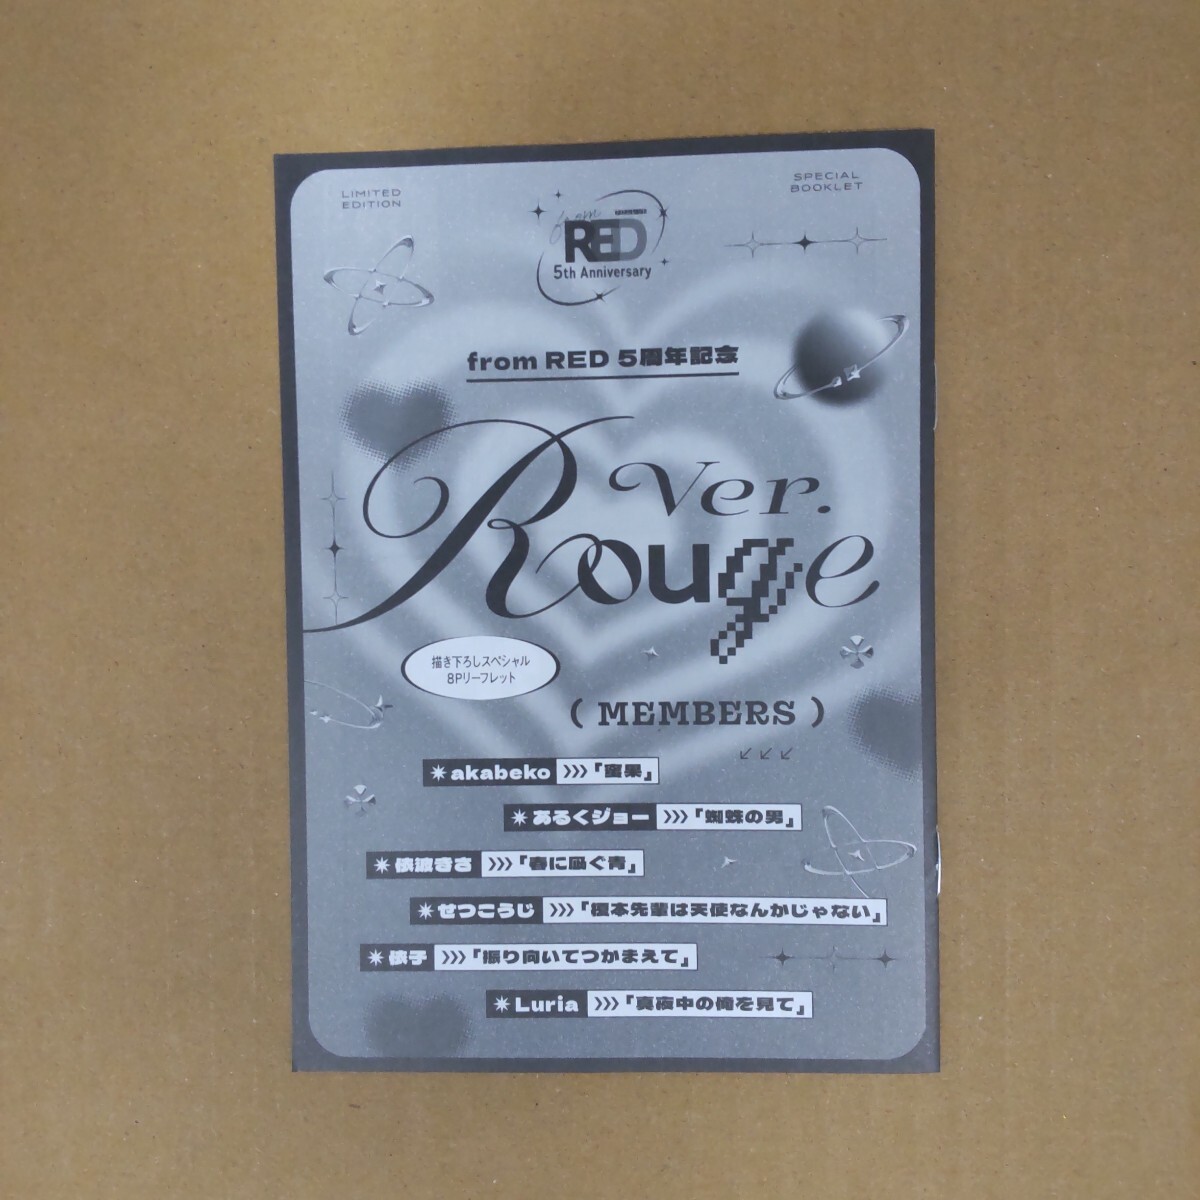 LIMITED
EDITION
SPECIAL
BOOKLET
from
RED
5th Anniversary
from RED 5周年記念
Ver.
Rouge
描き下ろしスペシャル
8Pリーフレット
( MEMBERS )
↙↙↙
✴akabeko 》》》『蜜果』
✴あるくジョー 》》》『蜘蛛の男』
✴俵波きさ 》》》『春に凪ぐ青』
✴せつこうじ 》》》『榎本先輩は天使なんかじゃない』
✴依子 》》》『振り向いてつかまえて』
✴Luria 》》》『真夜中の俺を見て』